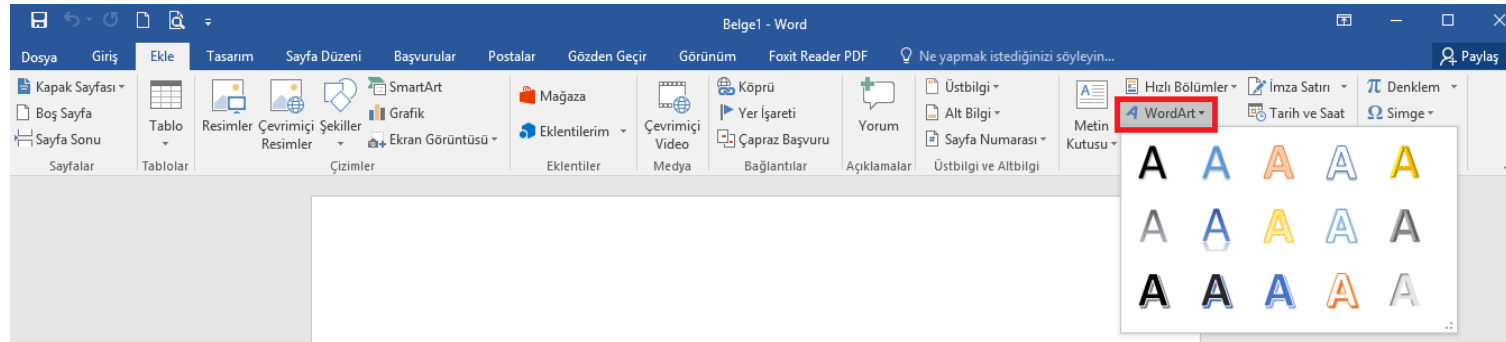 Belge1 - Word
Dosya Giriş Ekle Tasarım Sayfa Düzeni Başvurular Postalar Gözden Geçir Görünüm Foxit Reader PDF Ne yapmak istediğinizi söyleyin... Paylaş
Kapak Sayfası
Boş Sayfa
Sayfa Sonu
Sayfalar
Tablo
Tablolar
Resimler
Çevrimiçi
Resimler
Şekiller
SmartArt
Grafik
Ekran Görüntüsü
Çizimler
Mağaza
Eklentilerim
Eklentiler
Çevrimiçi
Video
Medya
Köprü
Yer İşareti
Çapraz Başvuru
Bağlantılar
Yorum
Açıklamalar
Üstbilgi
Alt Bilgi
Sayfa Numarası
Üstbilgi ve Altbilgi
Metin
Kutusu
Hızlı Bölümler
WordArt
İmza Satırı
Tarih ve Saat
π Denklem
Ω Simge
A A A A A
A A A A A
A A A A A